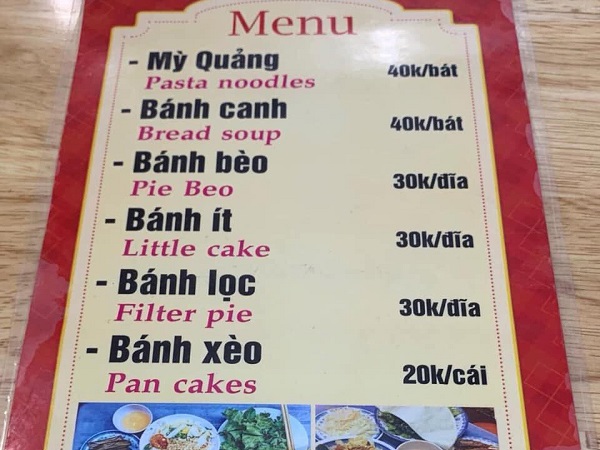 Menu
- Mỳ Quảng 40k/bát
Pasta noodles
- Bánh canh 40k/bát
Bread soup
- Bánh bèo 30k/đĩa
Pie Beo
- Bánh ít 30k/đĩa
Little cake
- Bánh lọc 30k/đĩa
Filter pie
- Bánh xèo 20k/cái
Pan cakes